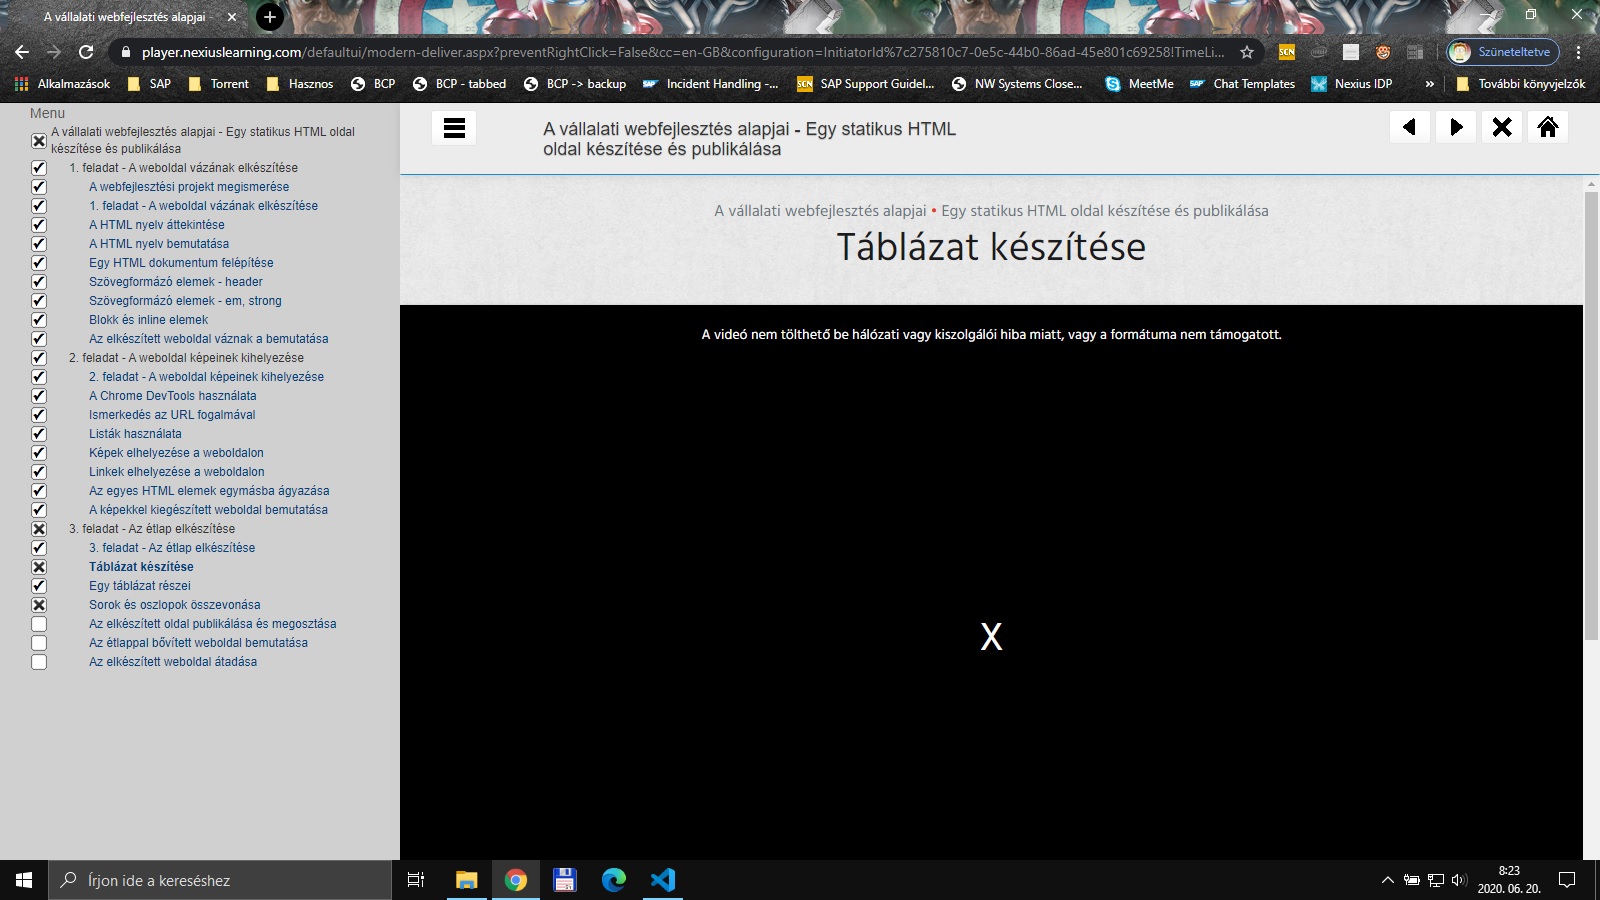 A vállalati webfejlesztés alapjai -
player.nexiuslearning.com/defaultui/modern-deliver.aspx?preventRightClick=False&cc=en-GB&configuration=InitiatorId%7c275810c7-0e5c-44b0-86ad-45e801c69258!TimeLi...
SCN
Szüneteltetve
Alkalmazások SAP Torrent Hasznos BCP BCP - tabbed BCP -> backup Incident Handling -... SCN SAP Support Guidel... NW Systems Close... MeetMe Chat Templates Nexius IDP » További könyvjelzők
Menu
A vállalati webfejlesztés alapjai - Egy statikus HTML oldal
készítése és publikálása
1. feladat - A weboldal vázának elkészítése
A webfejlesztési projekt megismerése
1. feladat - A weboldal vázának elkészítése
A HTML nyelv áttekintése
A HTML nyelv bemutatása
Egy HTML dokumentum felépítése
Szövegformázó elemek - header
Szövegformázó elemek - em, strong
Blokk és inline elemek
Az elkészített weboldal váznak a bemutatása
2. feladat - A weboldal képeinek kihelyezése
2. feladat - A weboldal képeinek kihelyezése
A Chrome DevTools használata
Ismerkedés az URL fogalmával
Listák használata
Képek elhelyezése a weboldalon
Linkek elhelyezése a weboldalon
Az egyes HTML elemek egymásba ágyazása
A képekkel kiegészített weboldal bemutatása
3. feladat - Az étlap elkészítése
3. feladat - Az étlap elkészítése
Táblázat készítése
Egy táblázat részei
Sorok és oszlopok összevonása
Az elkészített oldal publikálása és megosztása
Az étlappal bővített weboldal bemutatása
Az elkészített weboldal átadása
A vállalati webfejlesztés alapjai - Egy statikus HTML
oldal készítése és publikálása
A vállalati webfejlesztés alapjai • Egy statikus HTML oldal készítése és publikálása
Táblázat készítése
A videó nem tölthető be hálózati vagy kiszolgálói hiba miatt, vagy a formátuma nem támogatott.
X
Írjon ide a kereséshez
8:23
2020. 06. 20.